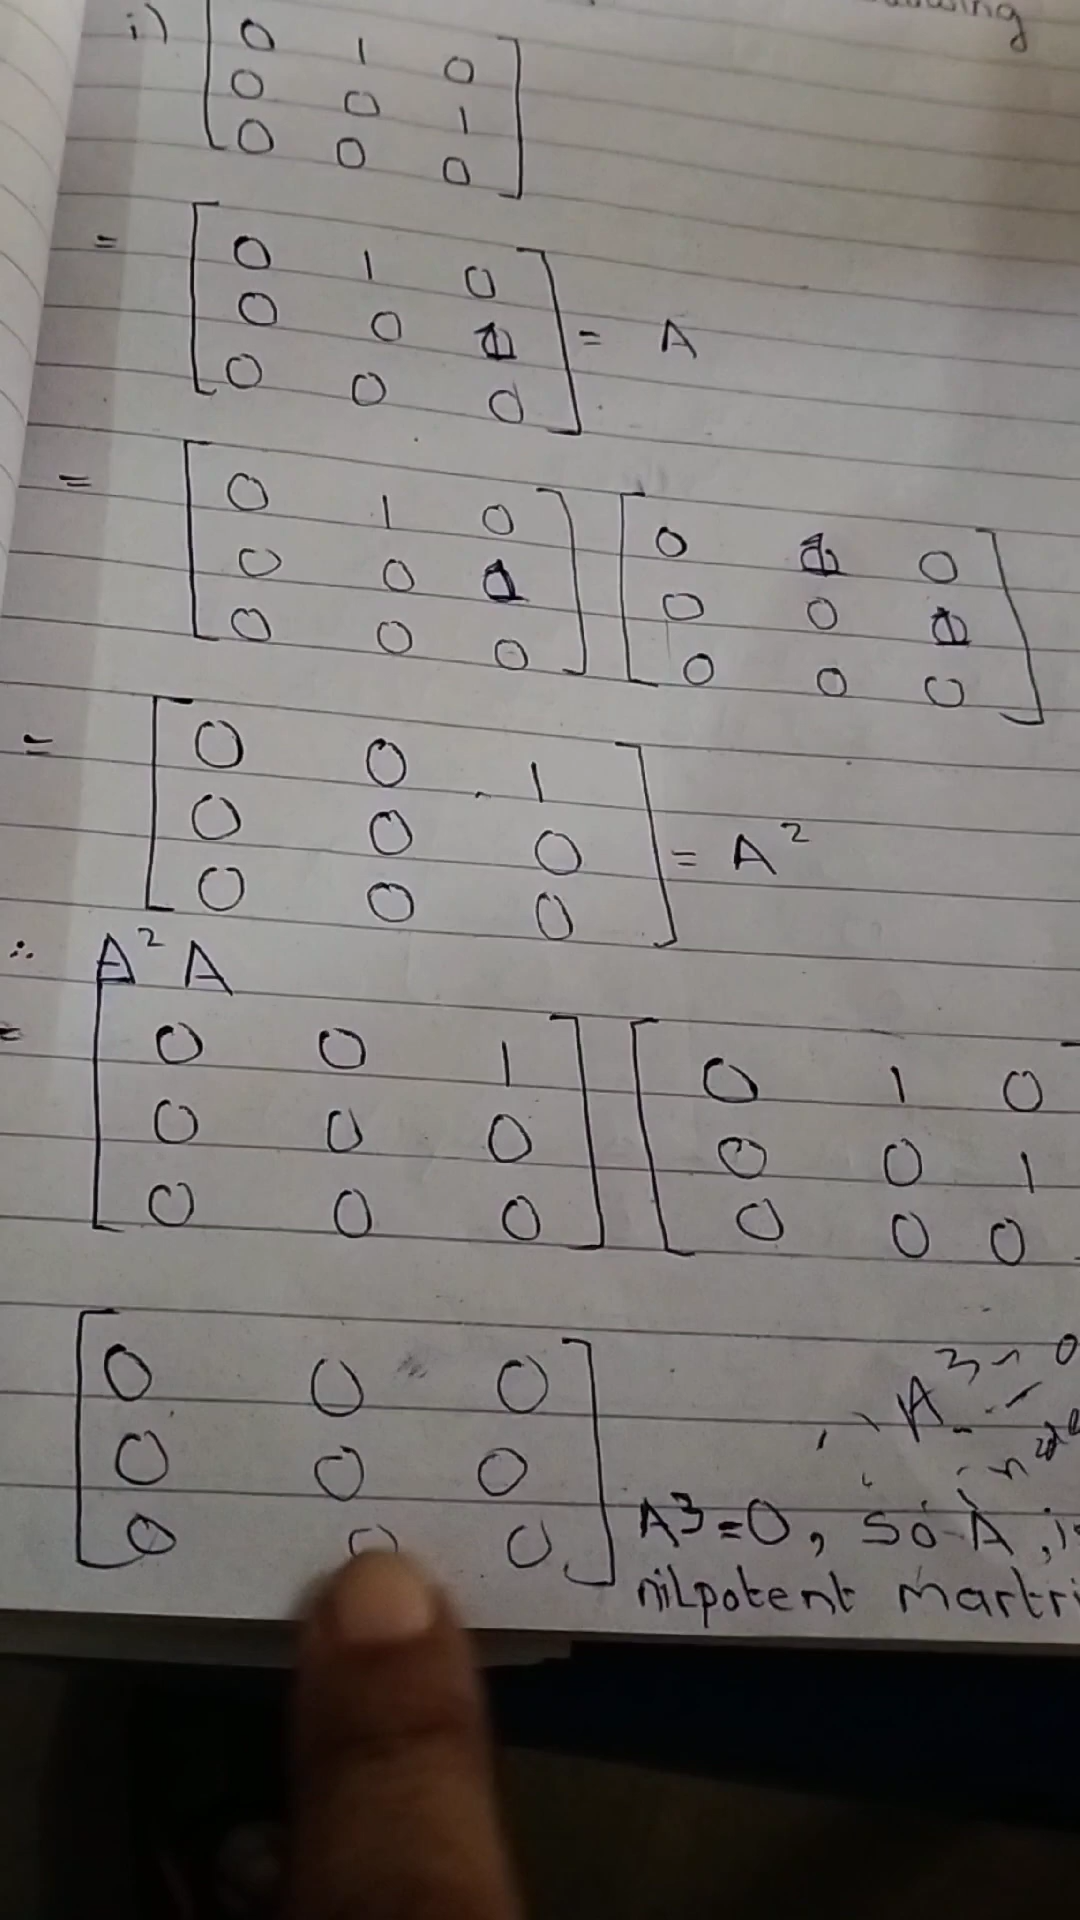 i) [ 0 1 0
0 0 1
0 0 0 ]
= [ 0 1 0
0 0 1
0 0 0 ] = A
= [ 0 1 0 ] [ 0 1 0 ]
[ 0 0 1 ] [ 0 0 1 ]
[ 0 0 0 ] [ 0 0 0 ]
= [ 0 0 1
0 0 0
0 0 0 ] = A²
∴ A² A
= [ 0 0 1 ] [ 0 1 0
[ 0 0 0 ] [ 0 0 1
[ 0 0 0 ] [ 0 0 0
[ 0 0 0
0 0 0
0 0 0 ]
A³=0, So A, is
nilpotent martri